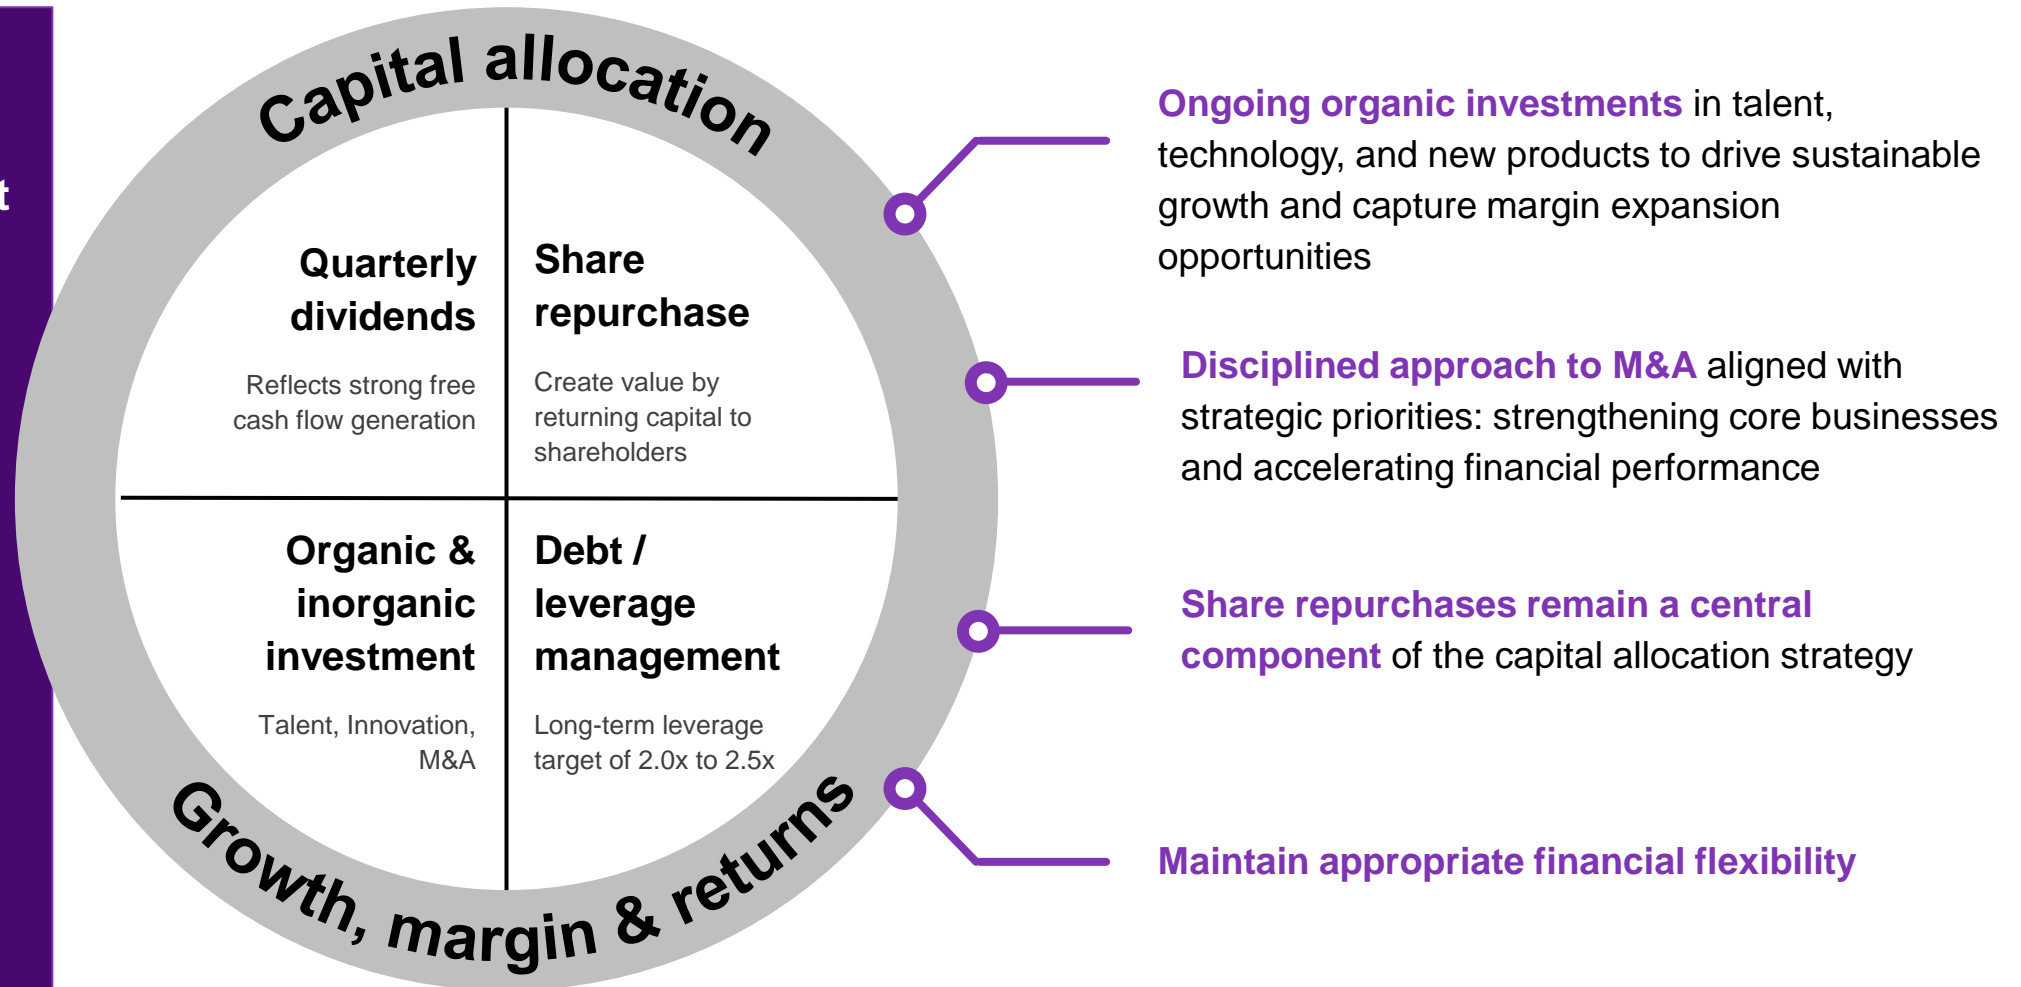 Capital allocation
Quarterly
dividends
Reflects strong free
cash flow generation
Share
repurchase
Create value by
returning capital to
shareholders
Organic &
inorganic
investment
Talent, Innovation,
M&A
Debt /
leverage
management
Long-term leverage
target of 2.0x to 2.5x
Growth, margin & returns
Ongoing organic investments in talent,
technology, and new products to drive sustainable
growth and capture margin expansion
opportunities
Disciplined approach to M&A aligned with
strategic priorities: strengthening core businesses
and accelerating financial performance
Share repurchases remain a central
component of the capital allocation strategy
Maintain appropriate financial flexibility